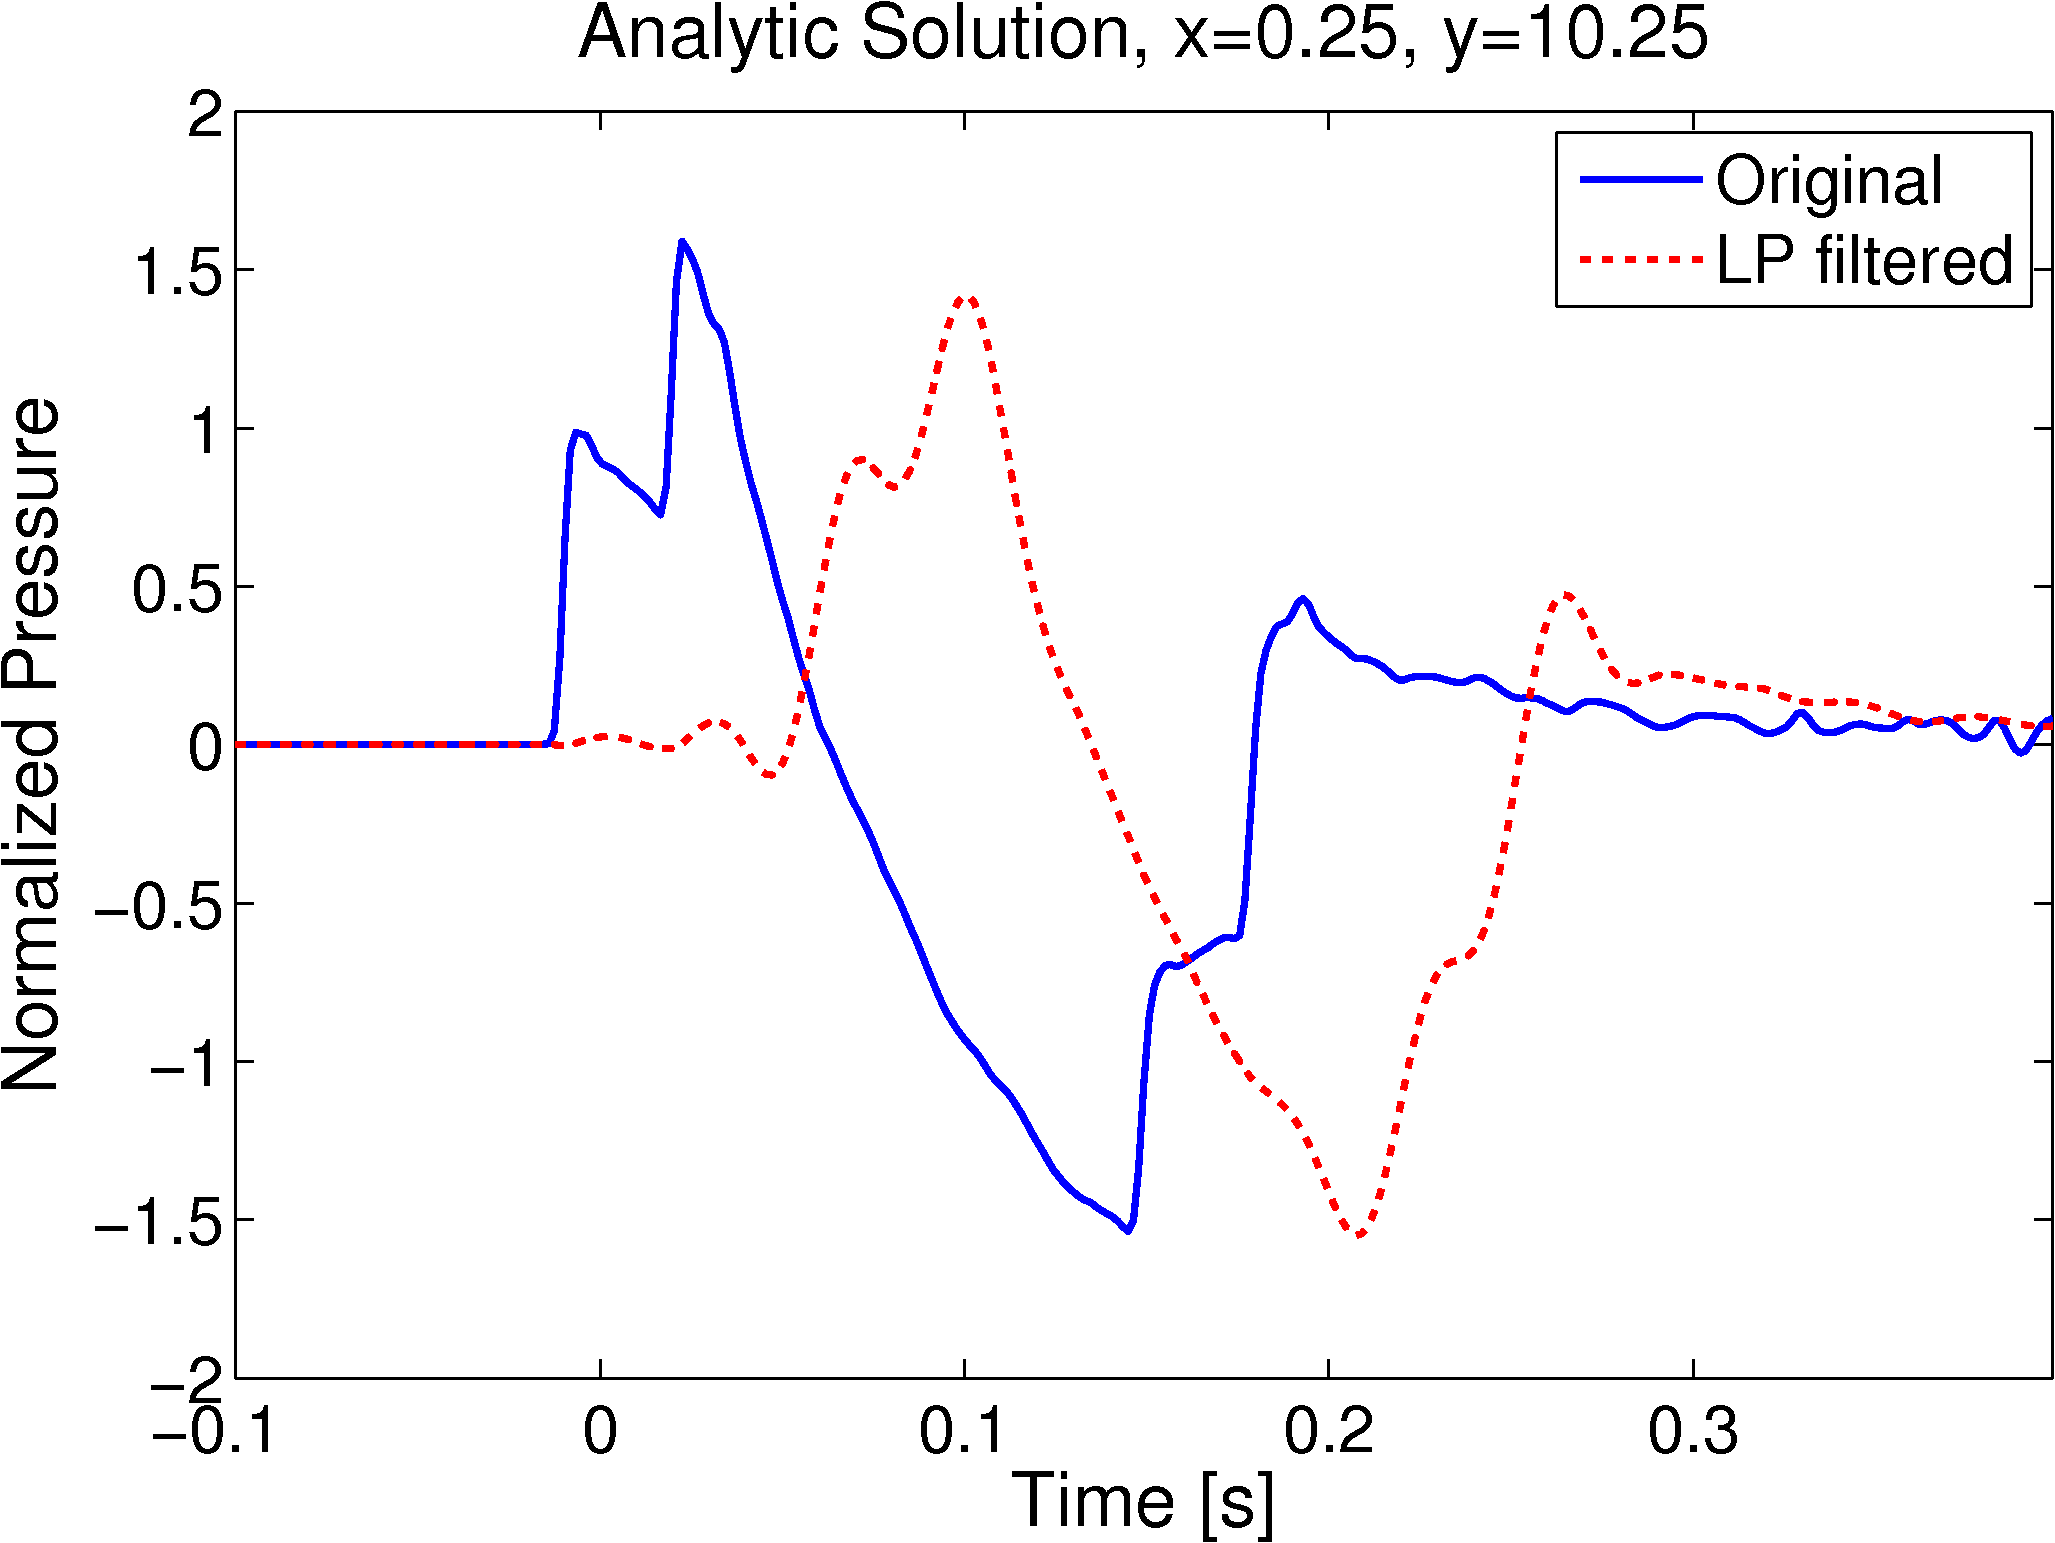 Analytic Solution, x=0.25, y=10.25
Original
LP filtered
Normalized Pressure
2
1.5
1
0.5
0
−0.5
−1
−1.5
−2
−0.1 0 0.1 0.2 0.3
Time [s]